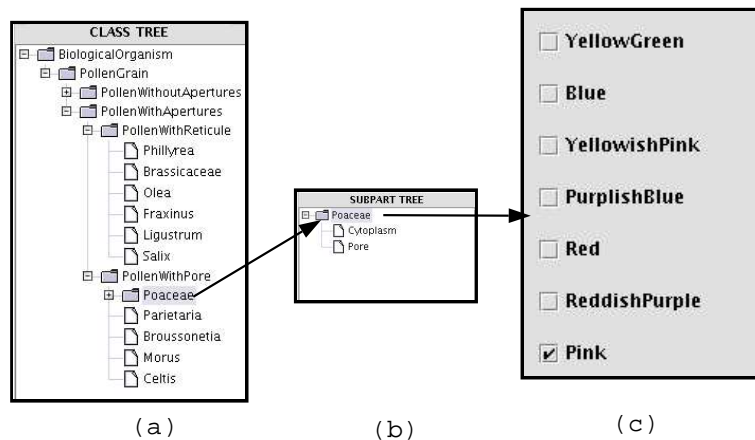 CLASS TREE
BiologicalOrganism
PollenGrain
PollenWithoutApertures
PollenWithApertures
PollenWithReticule
Phillyrea
Brassicaceae
Olea
Fraxinus
Ligustrum
Salix
PollenWithPore
Poaceae
Parietaria
Broussonetia
Morus
Celtis
(a)
SUBPART TREE
Poaceae
Cytoplasm
Pore
(b)
YellowGreen
Blue
YellowishPink
PurplishBlue
Red
ReddishPurple
Pink
(c)